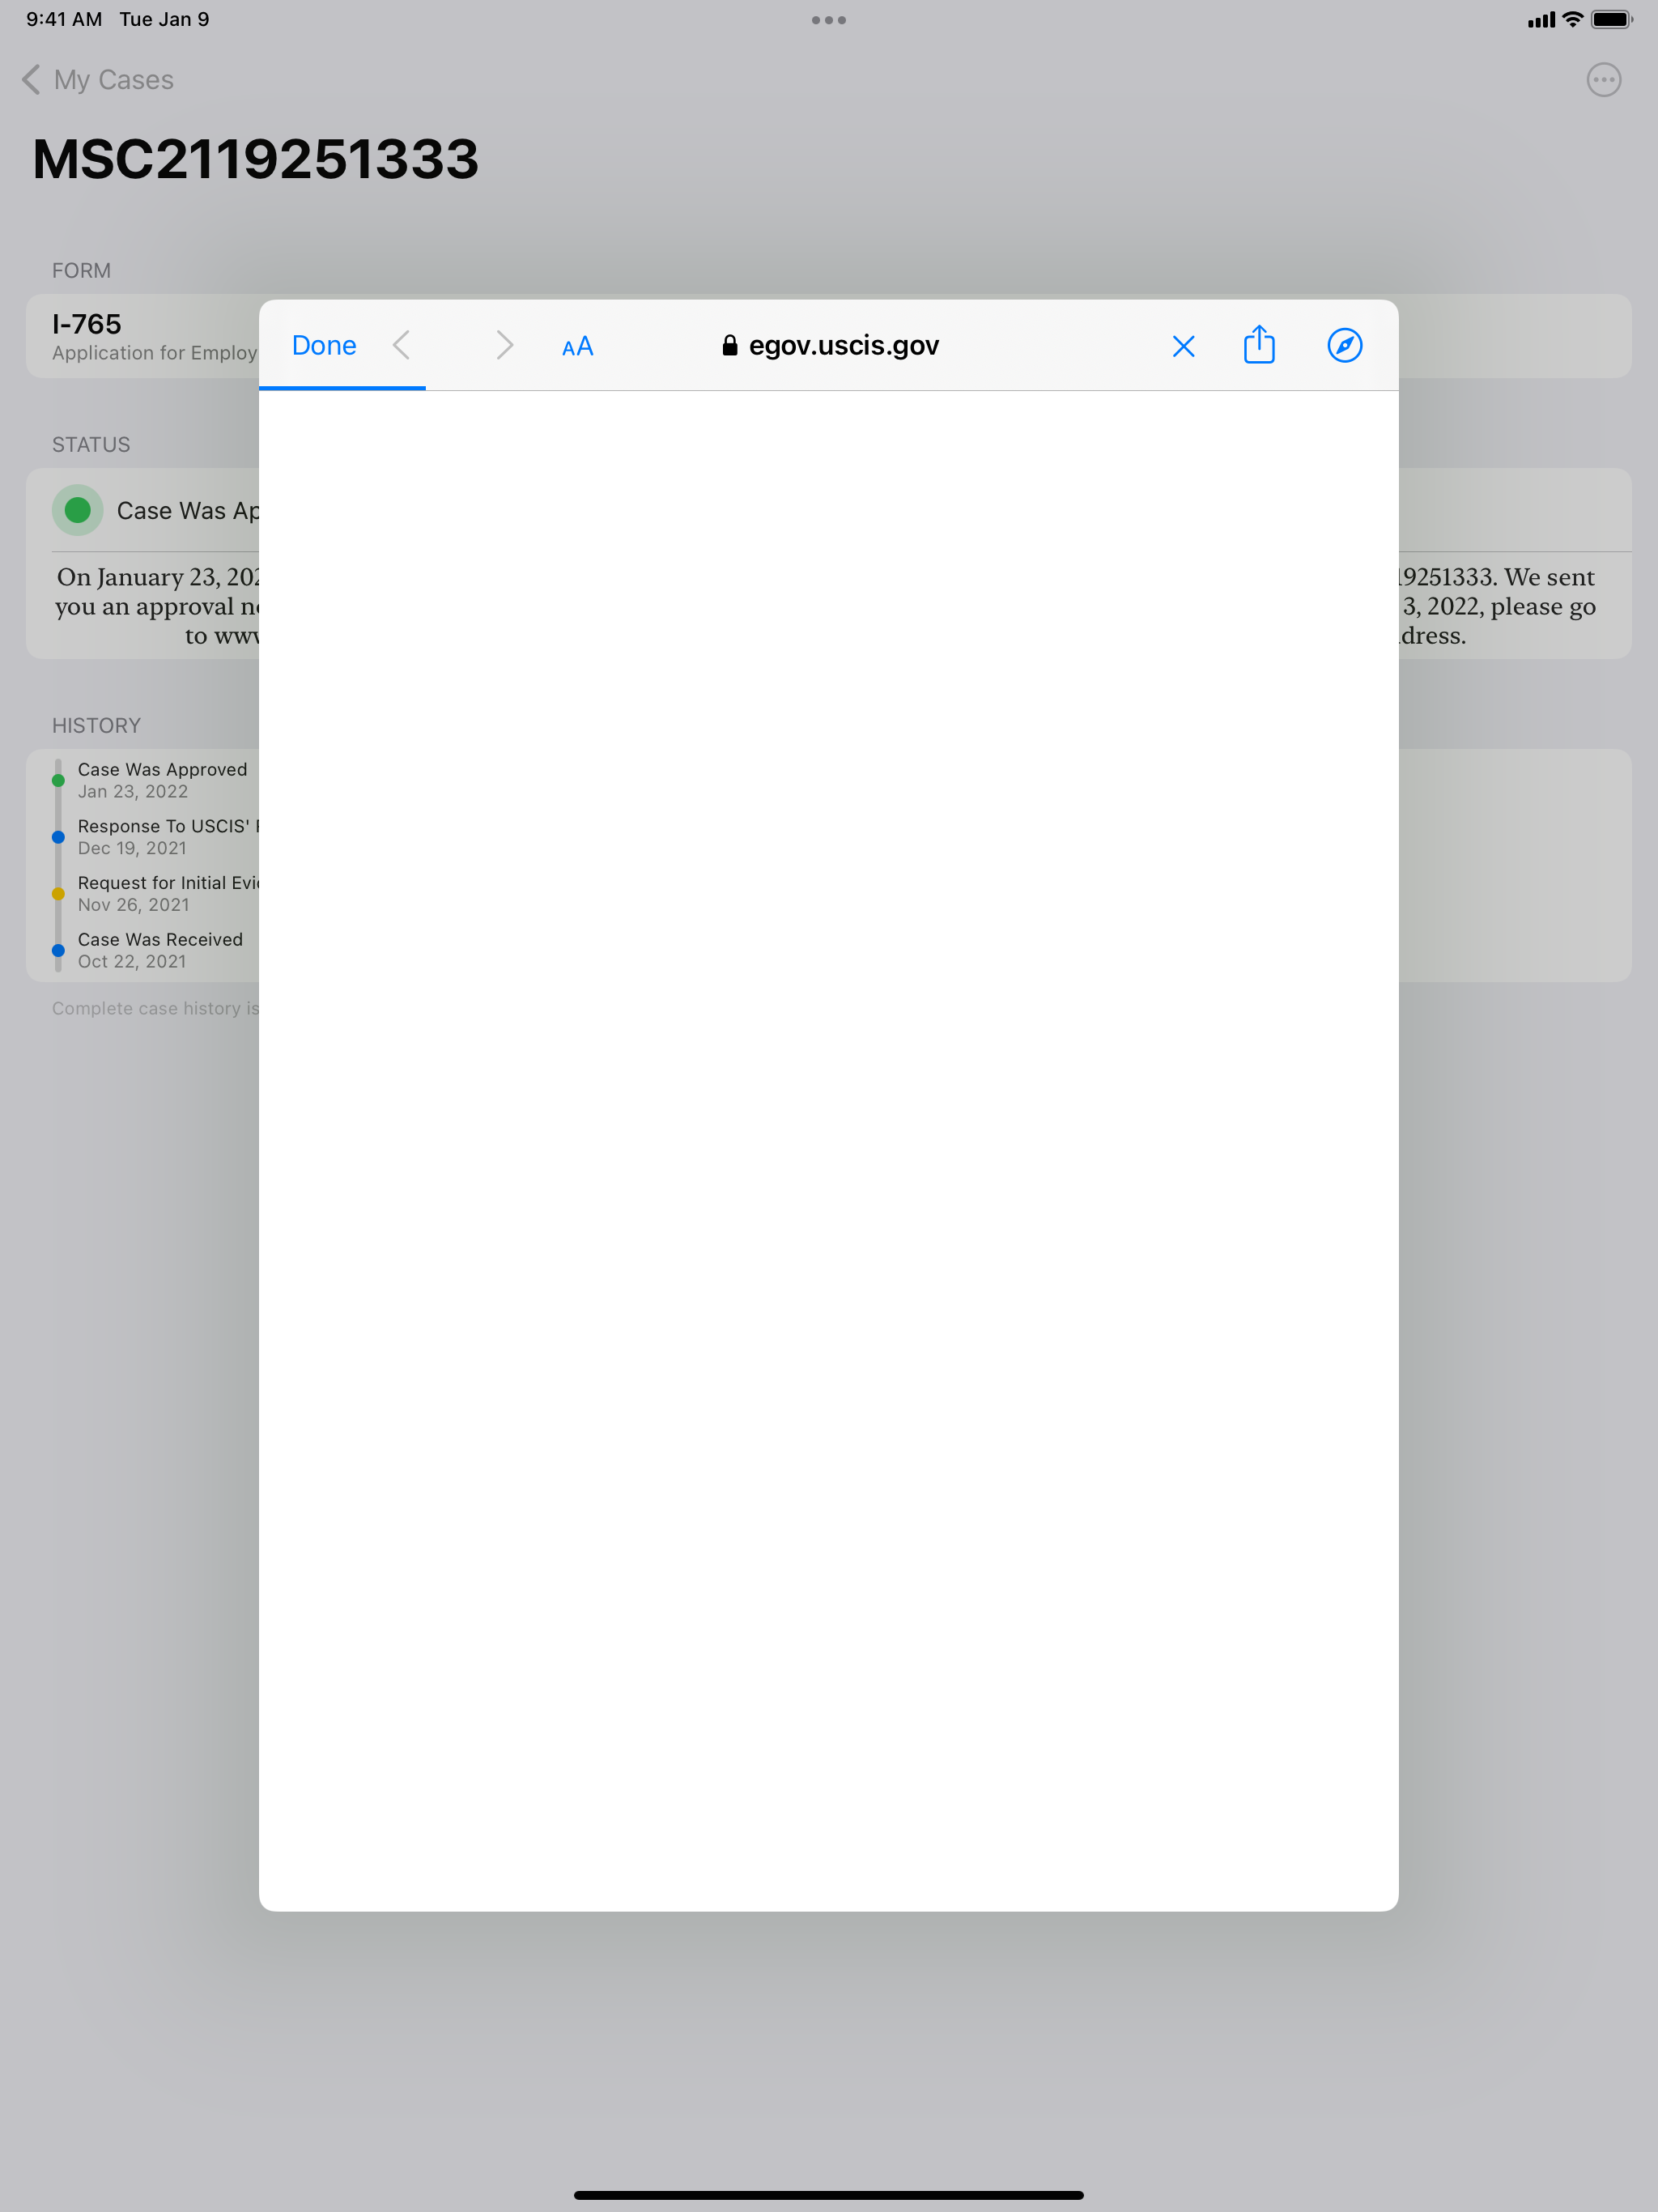 9:41 AM Tue Jan 9
My Cases
MSC2119251333
FORM
I-765
Application for Employ
Done
AA
egov.uscis.gov
STATUS
Case Was Ap
On January 23, 202
19251333. We sent
you an approval
3, 2022, please go
to www
dress.
HISTORY
Case Was Approved
Jan 23, 2022
Response To USCIS'
Dec 19, 2021
Request for Initial Evi
Nov 26, 2021
Case Was Received
Oct 22, 2021
Complete case history is